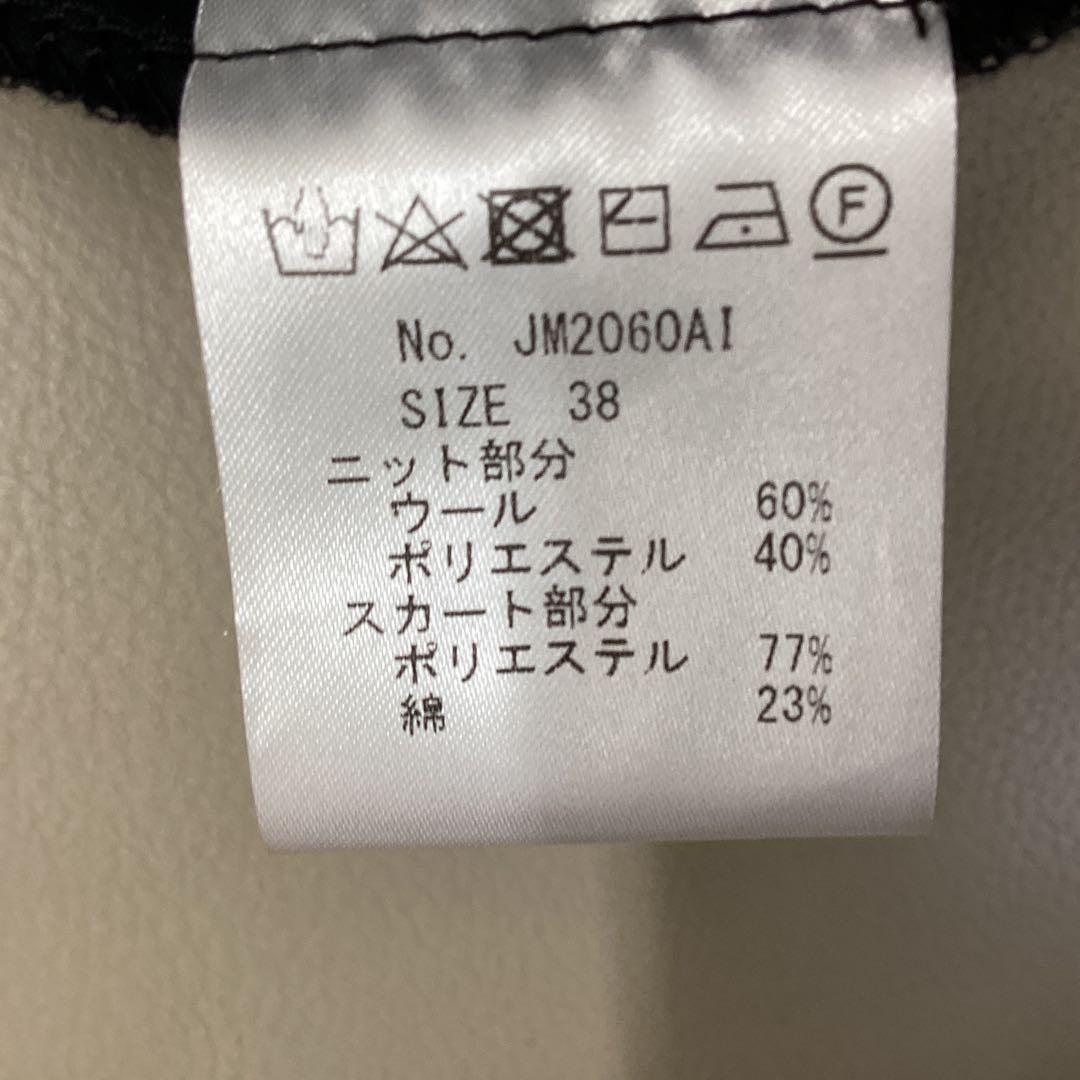 F
No. JM2060AI
SIZE 38
ニット部分
ウール 60%
ポリエステル 40%
スカート部分
ポリエステル 77%
綿 23%